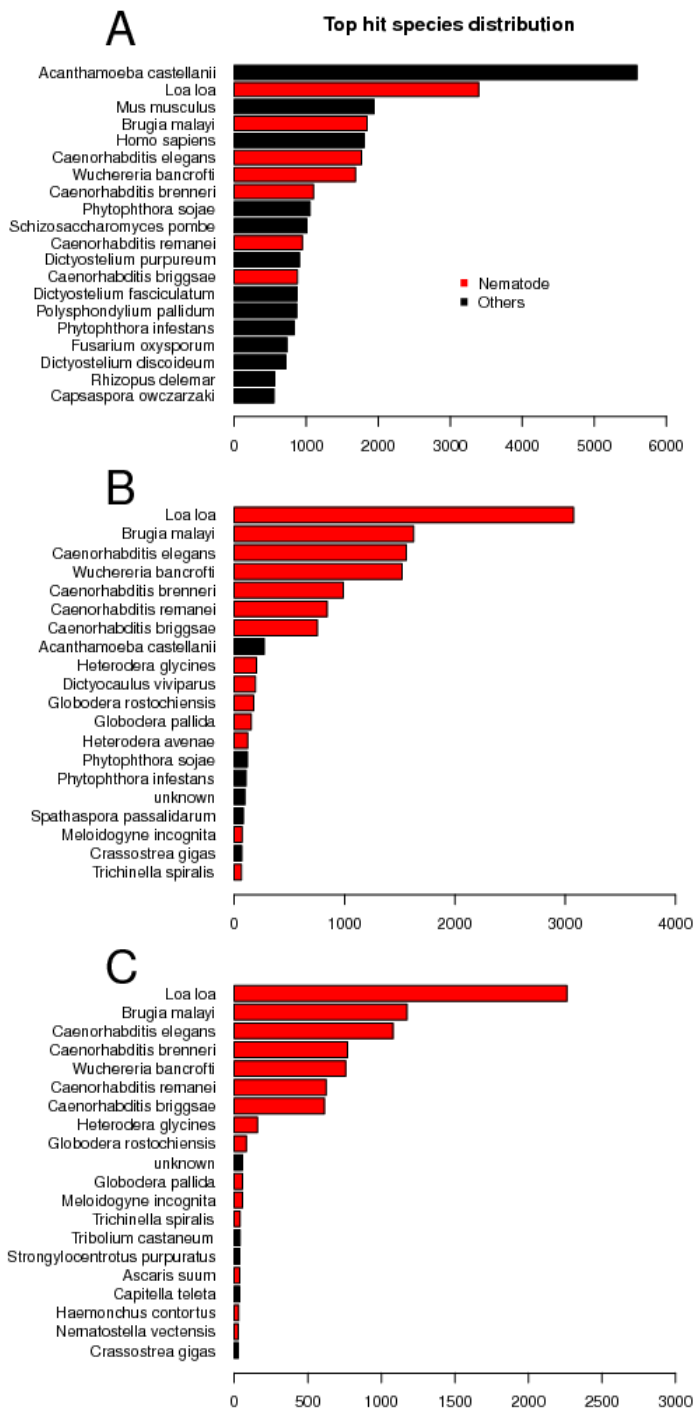 A
Top hit species distribution
Acanthamoeba castellanii
Loa loa
Mus musculus
Brugia malayi
Homo sapiens
Caenorhabditis elegans
Wuchereria bancrofti
Caenorhabditis brenneri
Phytophthora sojae
Schizosaccharomyces pombe
Caenorhabditis remanei
Dictyostelium purpureum
Caenorhabditis briggsae
Nematode
Dictyostelium fasciculatum
Others
Polysphondylium pallidum
Phytophthora infestans
Fusarium oxysporum
Dictyostelium discoideum
Rhizopus delemar
Capsaspora owczarzaki
0 1000 2000 3000 4000 5000 6000
B
Loa loa
Brugia malayi
Caenorhabditis elegans
Wuchereria bancrofti
Caenorhabditis brenneri
Caenorhabditis remanei
Caenorhabditis briggsae
Acanthamoeba castellanii
Heterodera glycines
Dictyocaulus viviparus
Globodera rostochiensis
Globodera pallida
Heterodera avenae
Phytophthora sojae
Phytophthora infestans
unknown
Spathaspora passalidarum
Meloidogyne incognita
Crassostrea gigas
Trichinella spiralis
0 1000 2000 3000 4000
C
Loa loa
Brugia malayi
Caenorhabditis elegans
Caenorhabditis brenneri
Wuchereria bancrofti
Caenorhabditis remanei
Caenorhabditis briggsae
Heterodera glycines
Globodera rostochiensis
unknown
Globodera pallida
Meloidogyne incognita
Trichinella spiralis
Tribolium castaneum
Strongylocentrotus purpuratus
Ascaris suum
Capitella teleta
Haemonchus contortus
Nematostella vectensis
Crassostrea gigas
0 500 1000 1500 2000 2500 3000